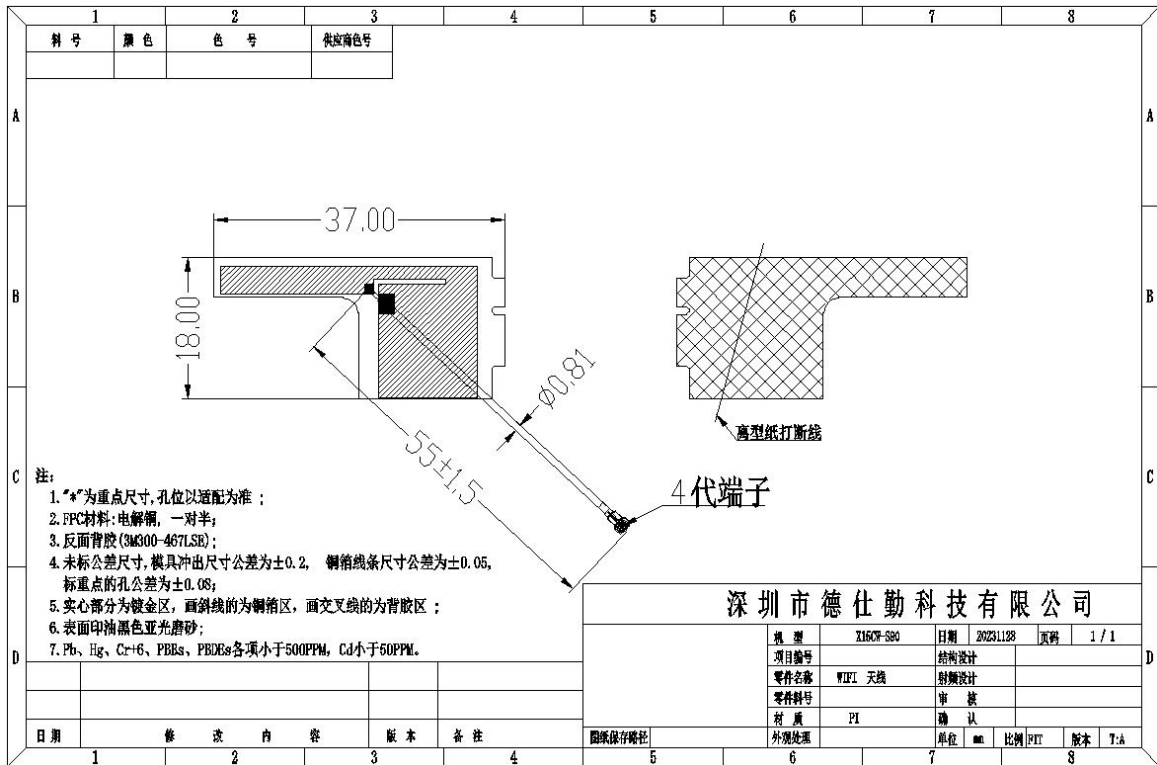 1 2 3 4 5 6 7 8
料 号 颜 色 色 号 供应商色号
A A
37.00
B B
18.00
Ø0.81
离型纸打断线
55±1.5
C C
4代端子
注:
1."*"为重点尺寸,孔位以适配为准 ;
2.FPC材料:电解铜, 一对半;
3.反面背胶(3M300-467LSE);
4.未标公差尺寸,模具冲出尺寸公差为±0.2, 铜箔线条尺寸公差为±0.05,
标重点的孔公差为±0.08;
5.实心部分为镀金区, 画斜线的为铜箔区, 画交叉线的为背胶区 ;
6.表面印油黑色亚光磨砂;
7.Pb、Hg、Cr+6、PBBs、PBDEs各项小于500PPM, Cd小于50PPM。
深圳市德仕勤科技有限公司
机 型 日期 20231128 页码 1 / 1
D D
项目编号 结构设计
零件名称 WIFI 天线 射频设计
零件料号 审 核
材 质 PI 确 认
日期 修 改 内 容 版 本 备 注 图纸保存路径 外观处理 单位 mm 比例 FIT 版本 T:A
1 2 3 4 5 6 7 8